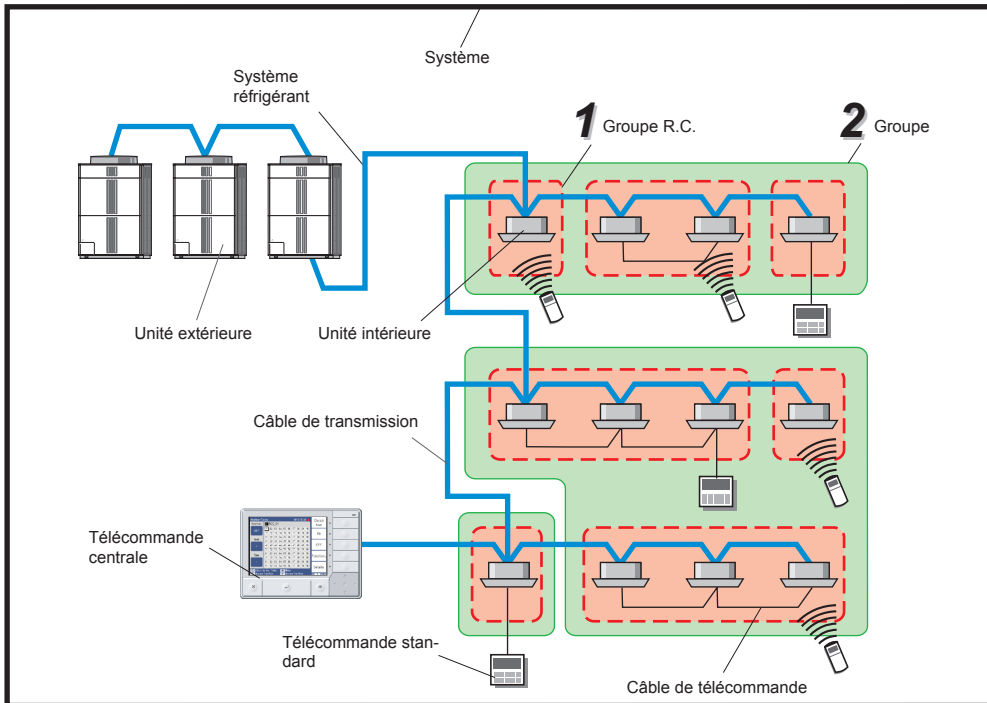 Système
Système
réfrigérant
1 Groupe R.C.
2 Groupe
Unité extérieure
Unité intérieure
Câble de transmission
Télécommande
centrale
Télécommande stan-
dard
Câble de télécommande